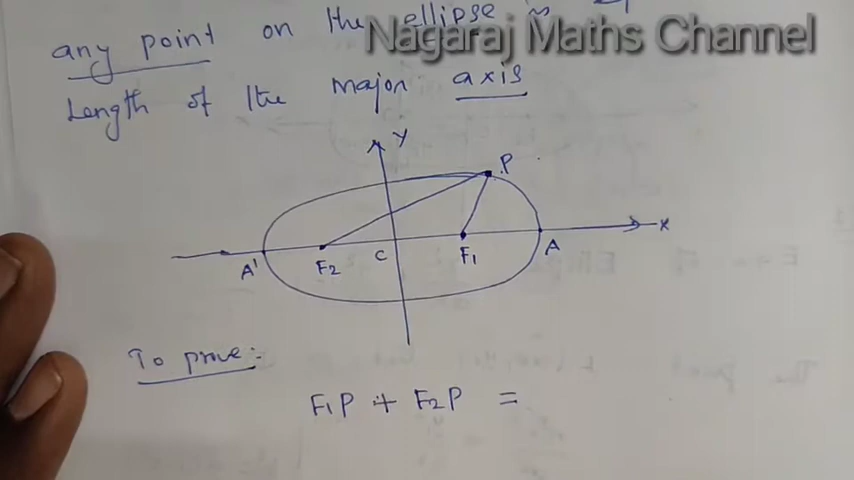 any point on the ellipse is
Nagaraj Maths Channel
Length of the major axis
Y
P
X
A' F2 C F1 A
To prove:-
F1P + F2P =